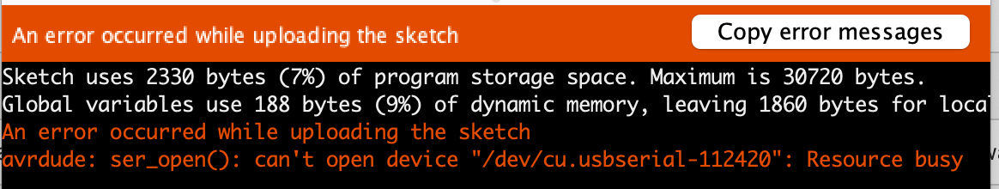 An error occurred while uploading the sketch
Copy error messages
Sketch uses 2330 bytes (7%) of program storage space. Maximum is 30720 bytes.
Global variables use 188 bytes (9%) of dynamic memory, leaving 1860 bytes for local
An error occurred while uploading the sketch
avrdude: ser_open(): can't open device "/dev/cu.usbserial-112420": Resource busy